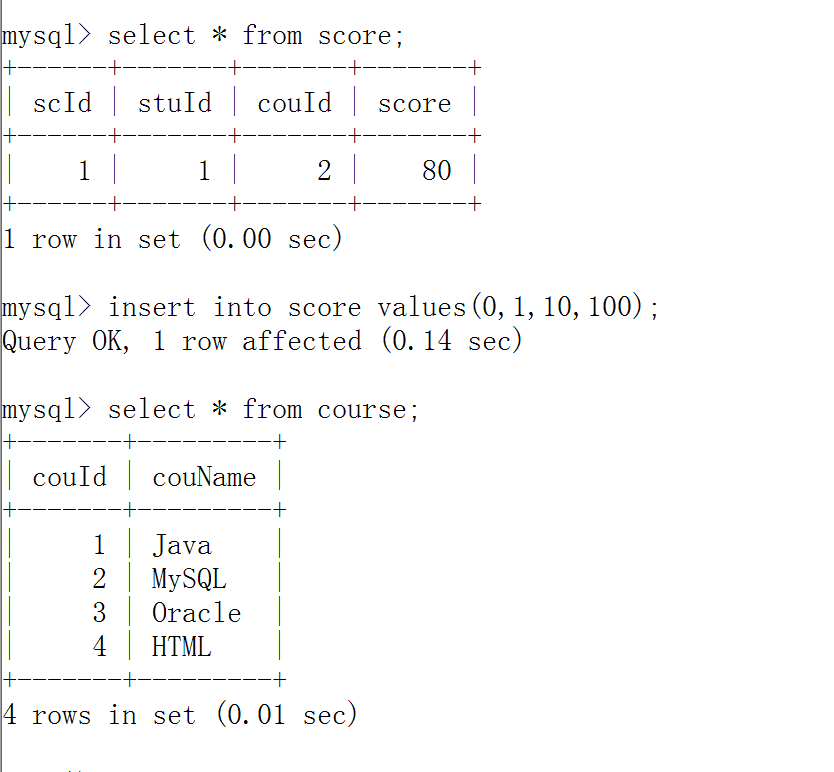 mysql> select * from score;
+------+-------+-------+-------+
| scId | stuId | couId | score |
+------+-------+-------+-------+
|    1 |     1 |     2 |    80 |
+------+-------+-------+-------+
1 row in set (0.00 sec)
mysql> insert into score values(0,1,10,100);
Query OK, 1 row affected (0.14 sec)
mysql> select * from course;
+-------+---------+
| couId | couName |
+-------+---------+
|     1 | Java    |
|     2 | MySQL   |
|     3 | Oracle  |
|     4 | HTML    |
+-------+---------+
4 rows in set (0.01 sec)